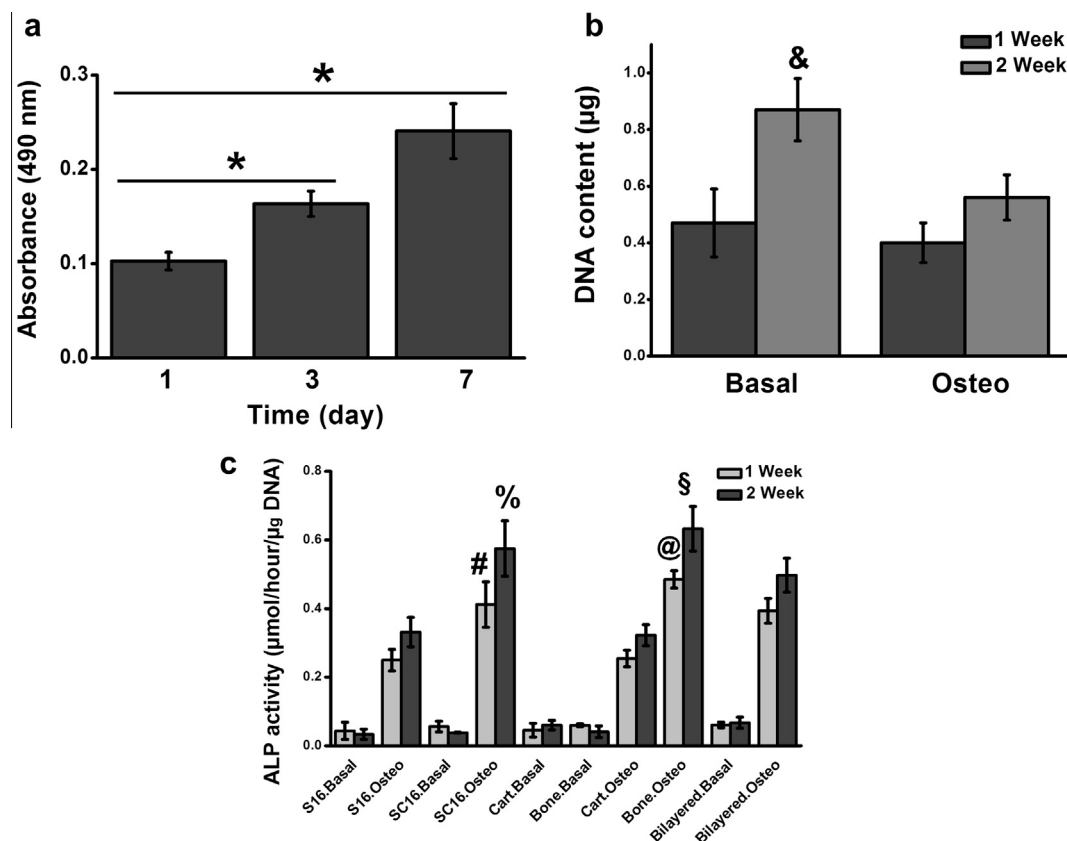 a
Absorbance (490 nm)
0.3
0.2
0.1
0.0
*
*
1 3 7
Time (day)
b
DNA content (µg)
1.0
0.8
0.6
0.4
0.2
0.0
&
1 Week
2 Week
Basal Osteo
c
ALP activity (µmol/hour/µg DNA)
0.8
0.6
0.4
0.2
0.0
#
%
@
§
1 Week
2 Week
S16.Basal
S16.Osteo
SC16.Basal
SC16.Osteo
Cart.Basal
Bone.Basal
Cart.Osteo
Bone.Osteo
Bilayered.Basal
Bilayered.Osteo